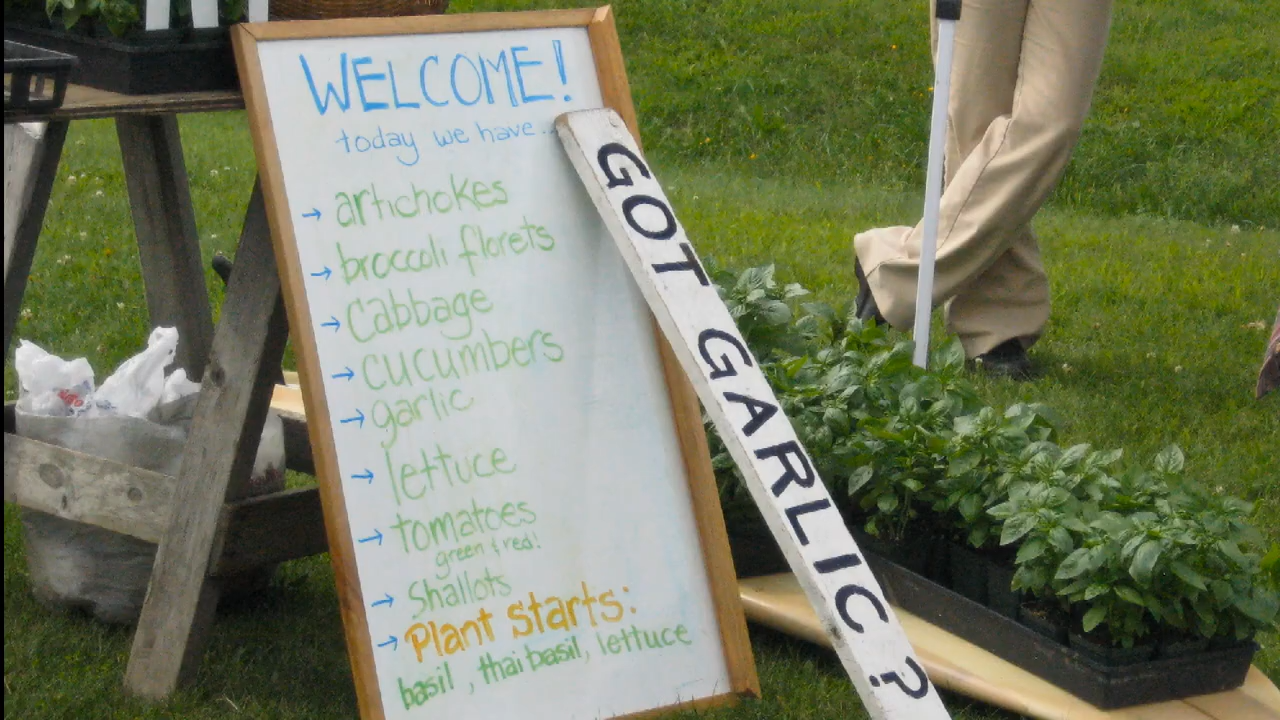 WELCOME!
today we have...
→ artichokes
→ broccoli florets
→ cabbage
→ cucumbers
→ garlic
→ lettuce
→ tomatoes
green & red!
→ Shallots
→ Plant Starts:
basil, thai basil, lettuce
GOT GARLIC?